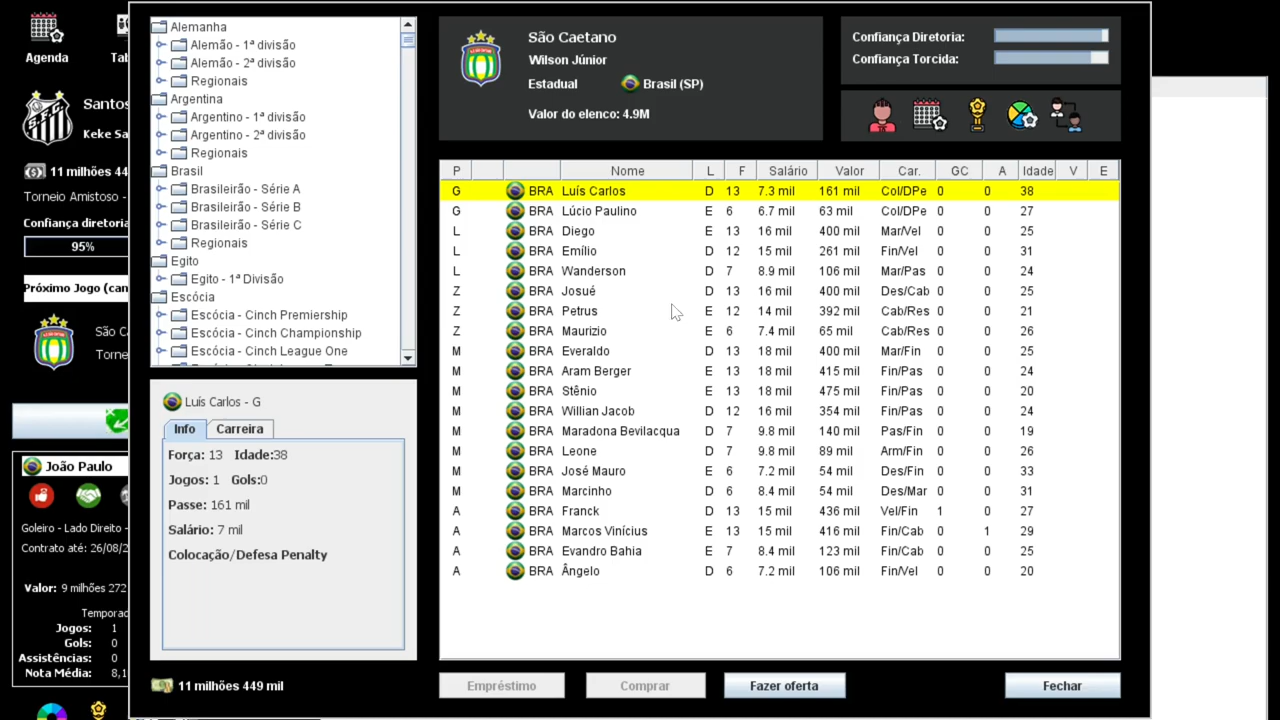 Agenda
Tab
Santos
Keke Sa
11 milhões 44
Torneio Amistoso -
Confiança diretoria
95%
Próximo Jogo (can
São C
Torne
João Paulo
Goleiro - Lado Direito -
Contrato até: 26/08/2
Valor: 9 milhões 272
Temporad
Jogos: 1
Gols: 0
Assistências: 0
Nota Média: 8,1
Alemanha
Alemão - 1ª divisão
Alemão - 2ª divisão
Regionais
Argentina
Argentino - 1ª divisão
Argentino - 2ª divisão
Regionais
Brasil
Brasileirão - Série A
Brasileirão - Série B
Brasileirão - Série C
Regionais
Egito
Egito - 1ª Divisão
Escócia
Escócia - Cinch Premiership
Escócia - Cinch Championship
Escócia - Cinch League One
Luís Carlos - G
Info Carreira
Força: 13 Idade:38
Jogos: 1 Gols:0
Passe: 161 mil
Salário: 7 mil
Colocação/Defesa Penalty
11 milhões 449 mil
São Caetano
Wilson Júnior
Estadual Brasil (SP)
Valor do elenco: 4.9M
Confiança Diretoria:
Confiança Torcida:
P Nome L F Salário Valor Car. GC A Idade V E
G BRA Luís Carlos D 13 7.3 mil 161 mil Col/DPe 0 0 38
G BRA Lúcio Paulino E 6 6.7 mil 63 mil Col/DPe 0 0 27
L BRA Diego E 13 16 mil 400 mil Mar/Vel 0 0 25
L BRA Emílio D 12 15 mil 261 mil Fin/Vel 0 0 31
L BRA Wanderson D 7 8.9 mil 106 mil Mar/Pas 0 0 24
Z BRA Josué D 13 16 mil 400 mil Des/Cab 0 0 25
Z BRA Petrus E 12 14 mil 392 mil Cab/Res 0 0 21
Z BRA Maurizio E 6 7.4 mil 65 mil Cab/Res 0 0 26
M BRA Everaldo D 13 18 mil 400 mil Mar/Fin 0 0 25
M BRA Aram Berger E 13 18 mil 415 mil Fin/Pas 0 0 24
M BRA Stênio E 13 18 mil 475 mil Fin/Pas 0 0 20
M BRA Willian Jacob D 12 16 mil 354 mil Fin/Pas 0 0 24
M BRA Maradona Bevilacqua D 7 9.8 mil 140 mil Pas/Fin 0 0 19
M BRA Leone D 7 9.8 mil 89 mil Arm/Fin 0 0 26
M BRA José Mauro E 6 7.2 mil 54 mil Des/Fin 0 0 33
M BRA Marcinho D 6 8.4 mil 54 mil Des/Mar 0 0 31
A BRA Franck D 13 15 mil 436 mil Vel/Fin 1 0 27
A BRA Marcos Vinícius E 13 15 mil 416 mil Fin/Cab 0 1 29
A BRA Evandro Bahia E 7 8.4 mil 123 mil Fin/Cab 0 0 25
A BRA Ângelo D 6 7.2 mil 106 mil Fin/Vel 0 0 20
Empréstimo
Comprar
Fazer oferta
Fechar